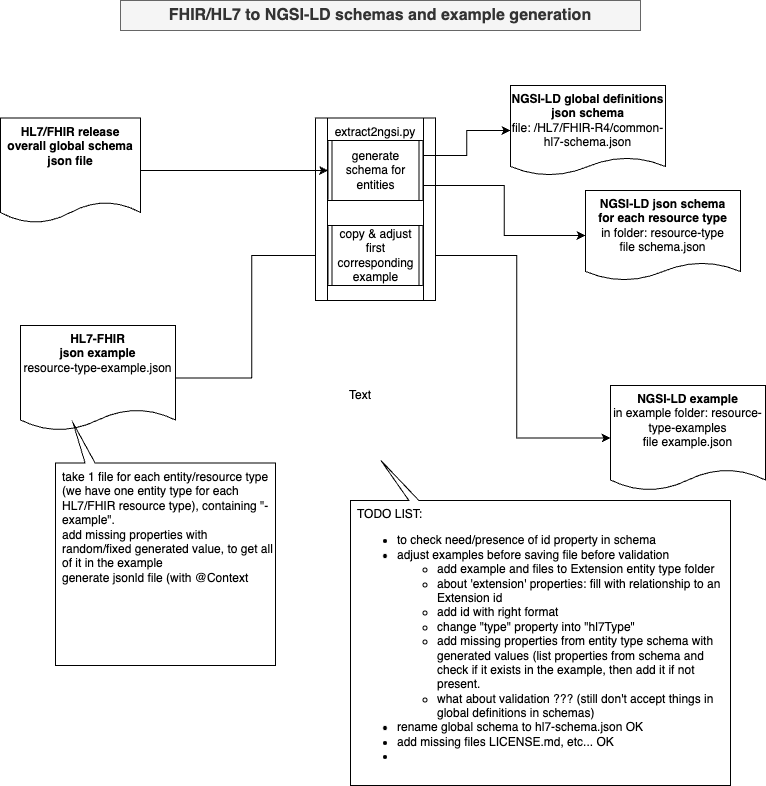 FHIR/HL7 to NGSI-LD schemas and example generation
HL7/FHIR release
overall global schema
json file
extract2ngsi.py
generate
schema for
entities
copy & adjust
first
corresponding
example
NGSI-LD global definitions
json schema
file: /HL7/FHIR-R4/common-
hl7-schema.json
NGSI-LD json schema
for each resource type
in folder: resource-type
file schema.json
HL7-FHIR
json example
resource-type-example.json
Text
NGSI-LD example
in example folder: resource-
type-examples
file example.json
take 1 file for each entity/resource type
(we have one entity type for each
HL7/FHIR resource type), containing "-
example".
add missing properties with
random/fixed generated value, to get all
of it in the example
generate jsonld file (with @Context
TODO LIST:
• to check need/presence of id property in schema
• adjust examples before saving file before validation
○ add example and files to Extension entity type folder
○ about 'extension' properties: fill with relationship to an
Extension id
○ add id with right format
○ change "type" property into "hl7Type"
○ add missing properties from entity type schema with
generated values (list properties from schema and
check if it exists in the example, then add it if not
present.
○ what about validation ??? (still don't accept things in
global definitions in schemas)
• rename global schema to hl7-schema.json OK
• add missing files LICENSE.md, etc... OK
•